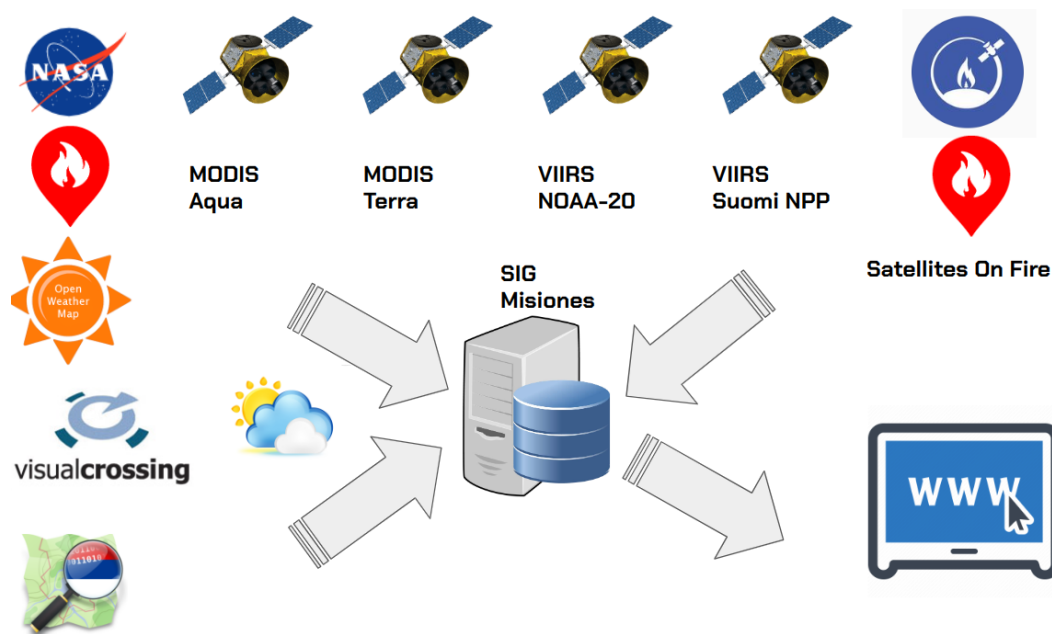 NASA
MODIS
Aqua
MODIS
Terra
VIIRS
NOAA-20
VIIRS
Suomi NPP
Satellites On Fire
SIG
Misiones
Open
Weather
Map
visualcrossing
WWW
011010